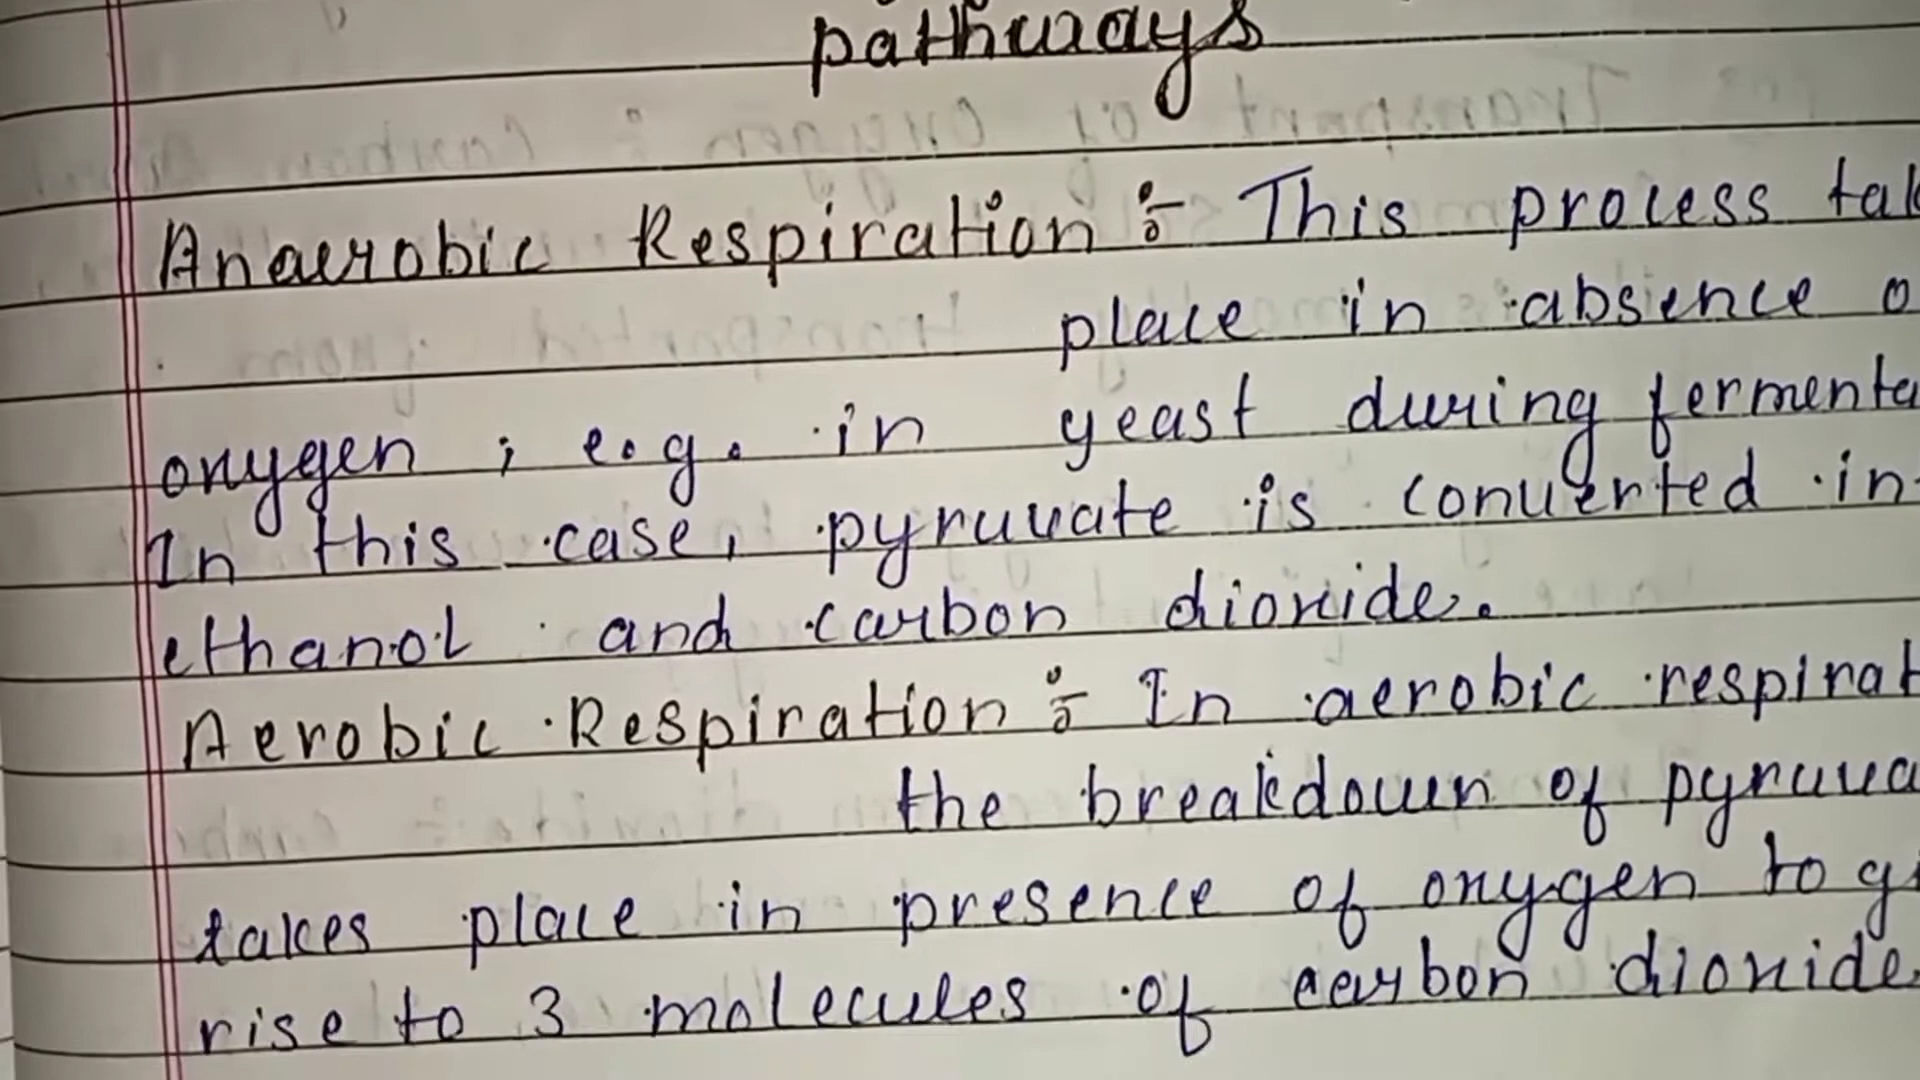 pathways
Anaerobic Respiration :- This process tak
place in absence o
oxygen ; e.g. in yeast during fermenta
In this case, pyruvate is converted in
ethanol and carbon dioxide.
Aerobic Respiration :- In aerobic respirat
the breakdown of pyruva
takes place in presence of oxygen to gi
rise to 3 molecules of carbon dioxide